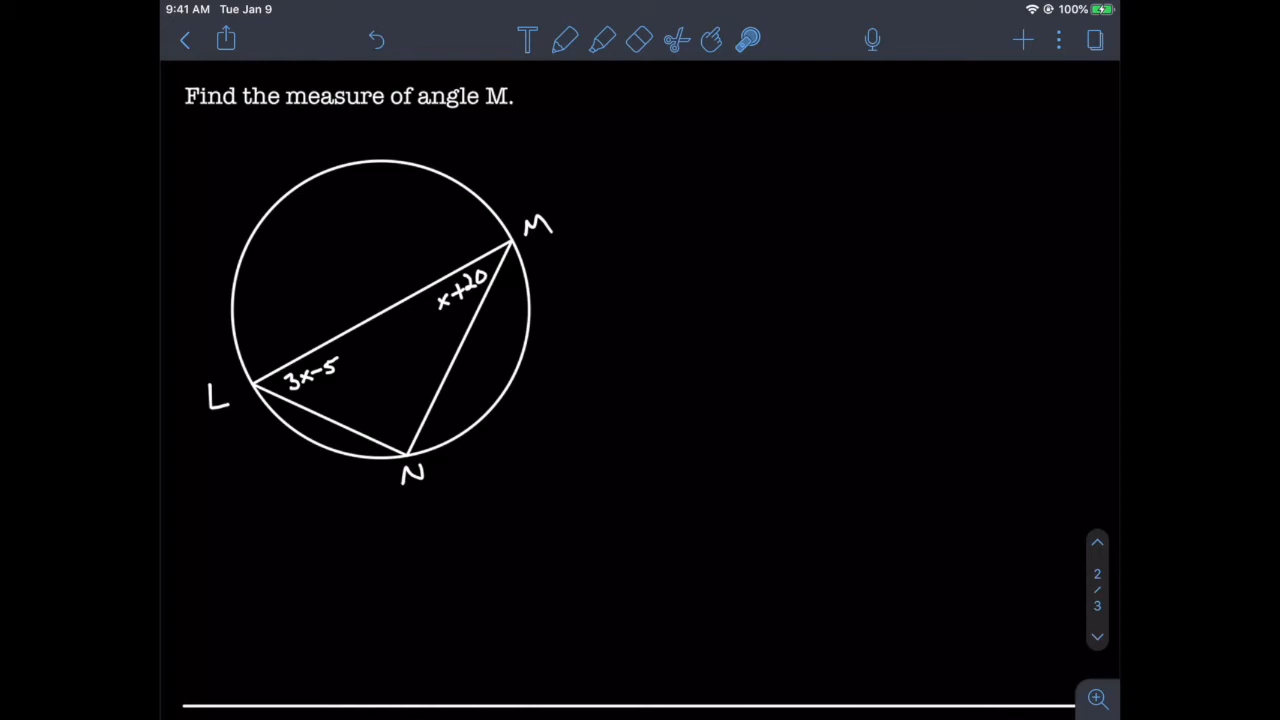 9:41 AM Tue Jan 9
100%
T
Find the measure of angle M.
M
x+20
3x-5
L
N
2
/
3